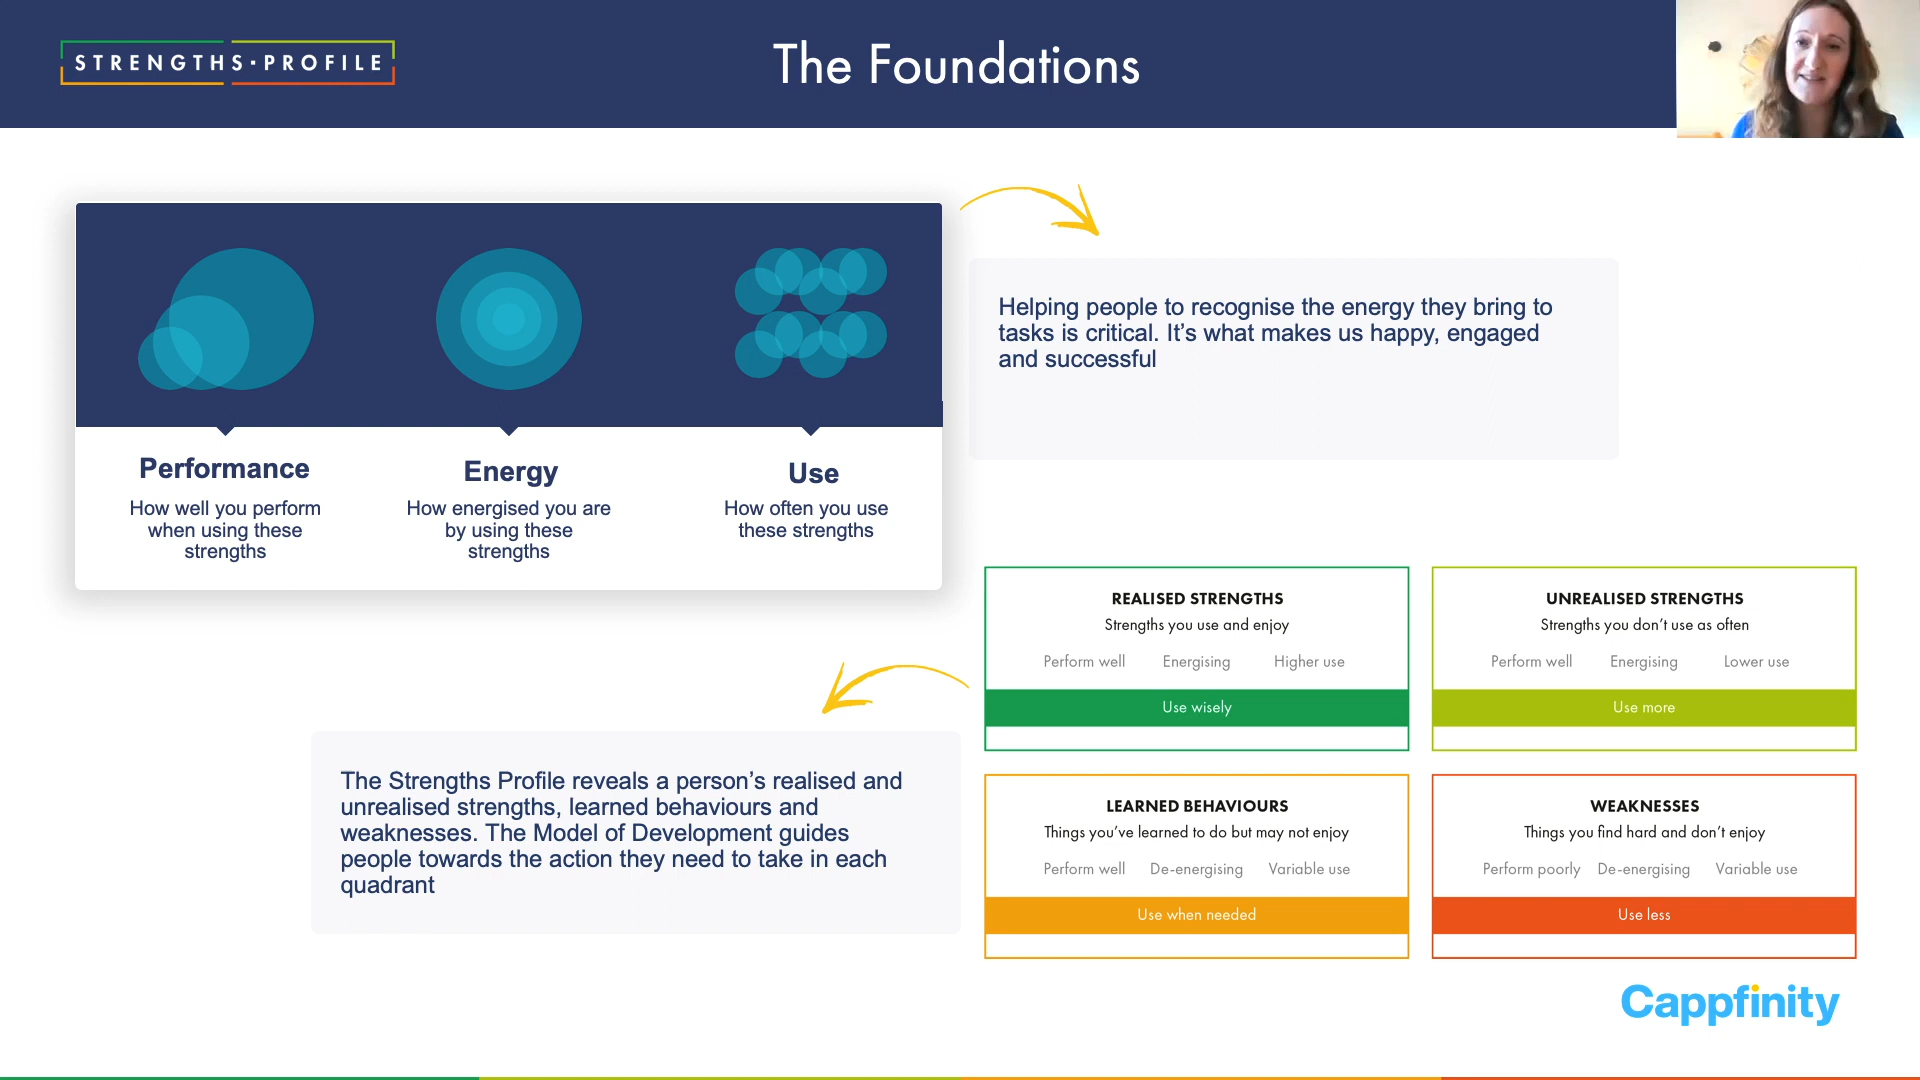 STRENGTHS·PROFILE
The Foundations
Performance
How well you perform
when using these
strengths
Energy
How energised you are
by using these
strengths
Use
How often you use
these strengths
Helping people to recognise the energy they bring to
tasks is critical. It’s what makes us happy, engaged
and successful
The Strengths Profile reveals a person’s realised and
unrealised strengths, learned behaviours and
weaknesses. The Model of Development guides
people towards the action they need to take in each
quadrant
REALISED STRENGTHS
Strengths you use and enjoy
Perform well Energising Higher use
Use wisely
UNREALISED STRENGTHS
Strengths you don’t use as often
Perform well Energising Lower use
Use more
LEARNED BEHAVIOURS
Things you’ve learned to do but may not enjoy
Perform well De-energising Variable use
Use when needed
WEAKNESSES
Things you find hard and don’t enjoy
Perform poorly De-energising Variable use
Use less
Cappfinity